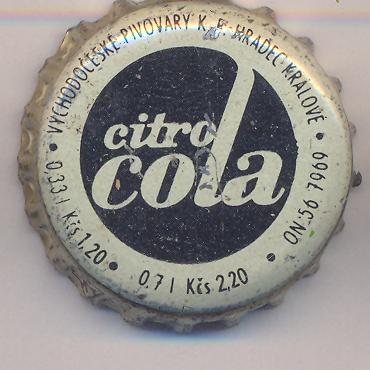 VÝCHODOČESKÉ PIVOVARY K. P. HRADEC KRÁLOVÉ
citro
cola
0.33 l Kčs 1,20
0.7 l Kčs 2,20
ON: 56 7969